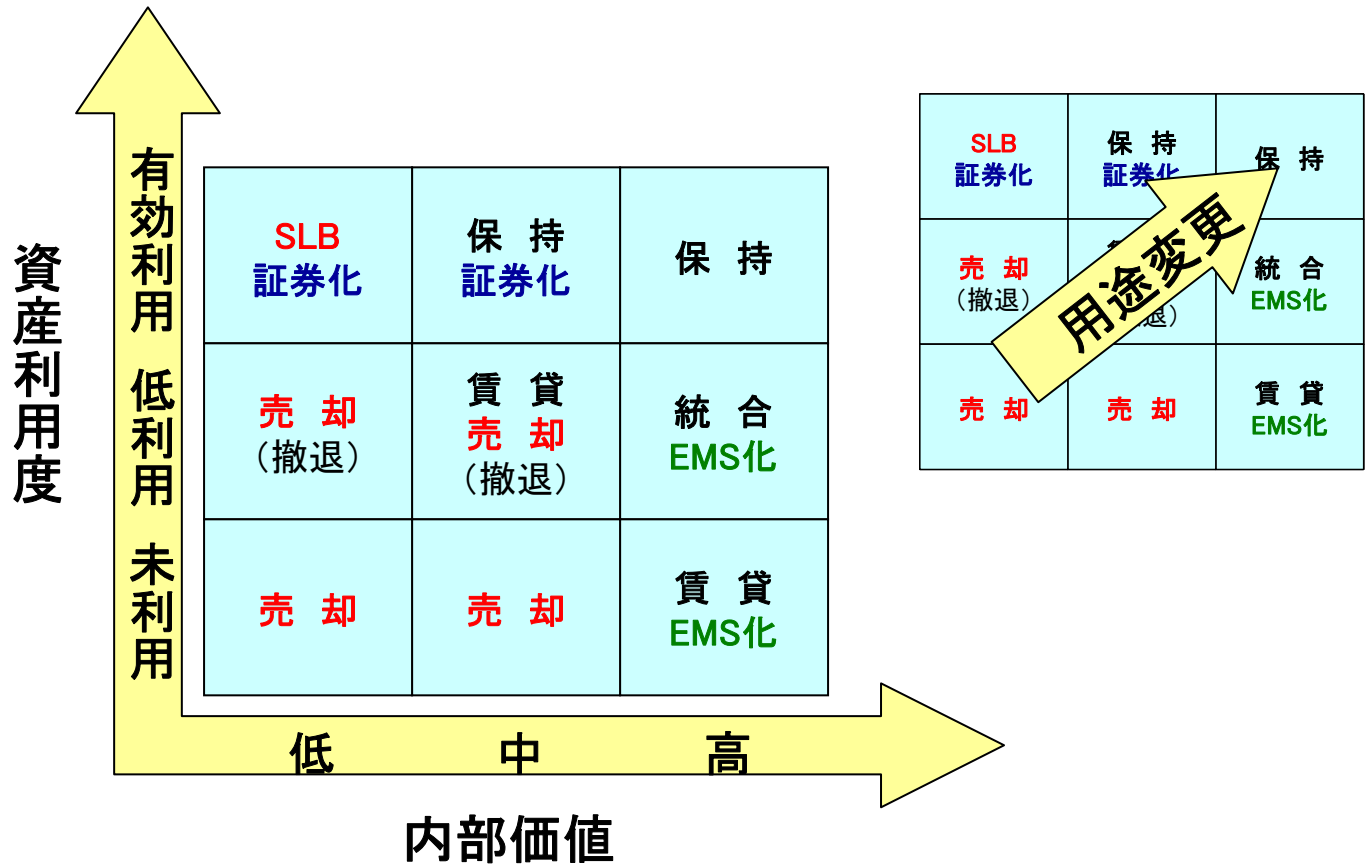 資産利用度
有効利用
低利用
未利用
SLB
証券化
保 持
証券化
保 持
売 却
（撤退）
賃 貸
売 却
（撤退）
統 合
EMS化
売 却
売 却
賃 貸
EMS化
低
中
高
内部価値
SLB
証券化
保 持
証券化
保 持
売 却
（撤退）
退）
統 合
EMS化
用途変更
売 却
売 却
賃 貸
EMS化